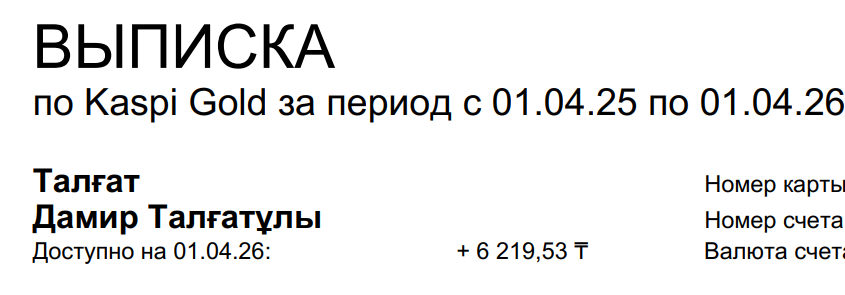 ВЫПИСКА
по Kaspi Gold за период с 01.04.25 по 01.04.26
Талғат
Дамир Талғатұлы
Доступно на 01.04.26: + 6 219,53 ₸
Номер карты
Номер счета
Валюта счета